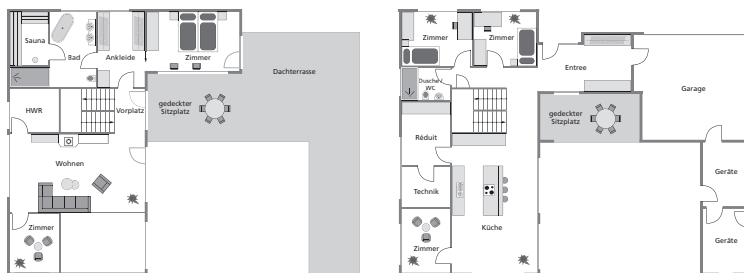 Sauna
Bad
Ankleide
Zimmer
Dachterrasse
HWR
Vorplatz
gedeckter
Sitzplatz
Wohnen
Zimmer
Zimmer
Zimmer
Entree
Dusche /
WC
Garage
gedeckter
Sitzplatz
Réduit
Technik
Geräte
Küche
Zimmer
Geräte